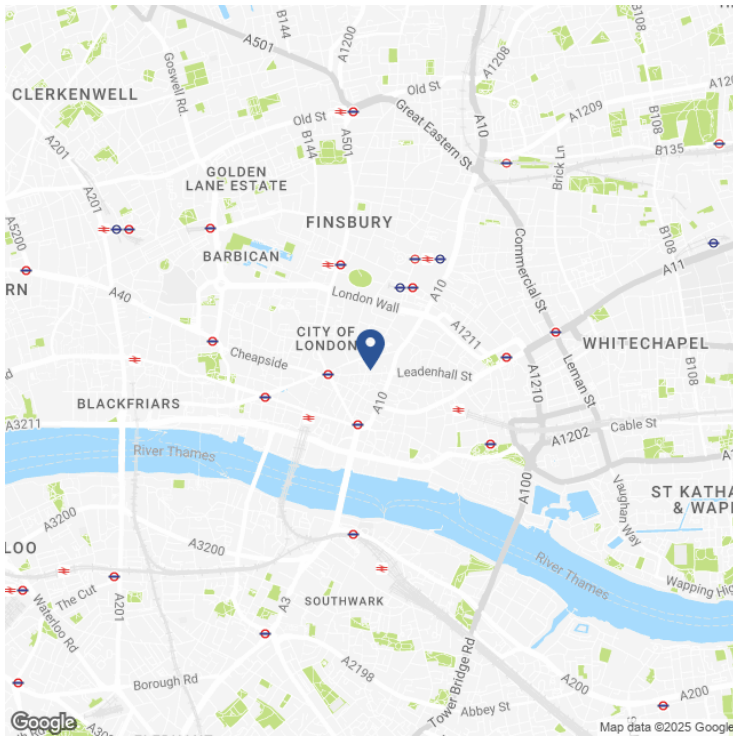 B144
A1200
A501
A1208
B108
Goswell Rd.
CLERKENWELL
Old St
A10
A1209
Great Eastern St
Old St
B144
A501
A201
B108
B135
GOLDEN
LANE ESTATE
Brick Ln
A201
FINSBURY
A5200
BARBICAN
Commercial St
B108
A11
RN
A40
A10
London Wall
A1211
CITY OF
LONDON
WHITECHAPEL
Cheapside
Leadenhall St
Leman St
B108
A1210
BLACKFRIARS
A10
A3211
Cable St
A1202
River Thames
A100
Vaughan Way
ST KATHA
& WAPP
A3200
LOO
A3200
River Thames
Wapping Hig
The Cut
A201
A3
SOUTHWARK
Waterloo Rd
Tower Bridge Rd
A2198
Borough Rd
A200
A200
Abbey St
Google
Map data ©2025 Google